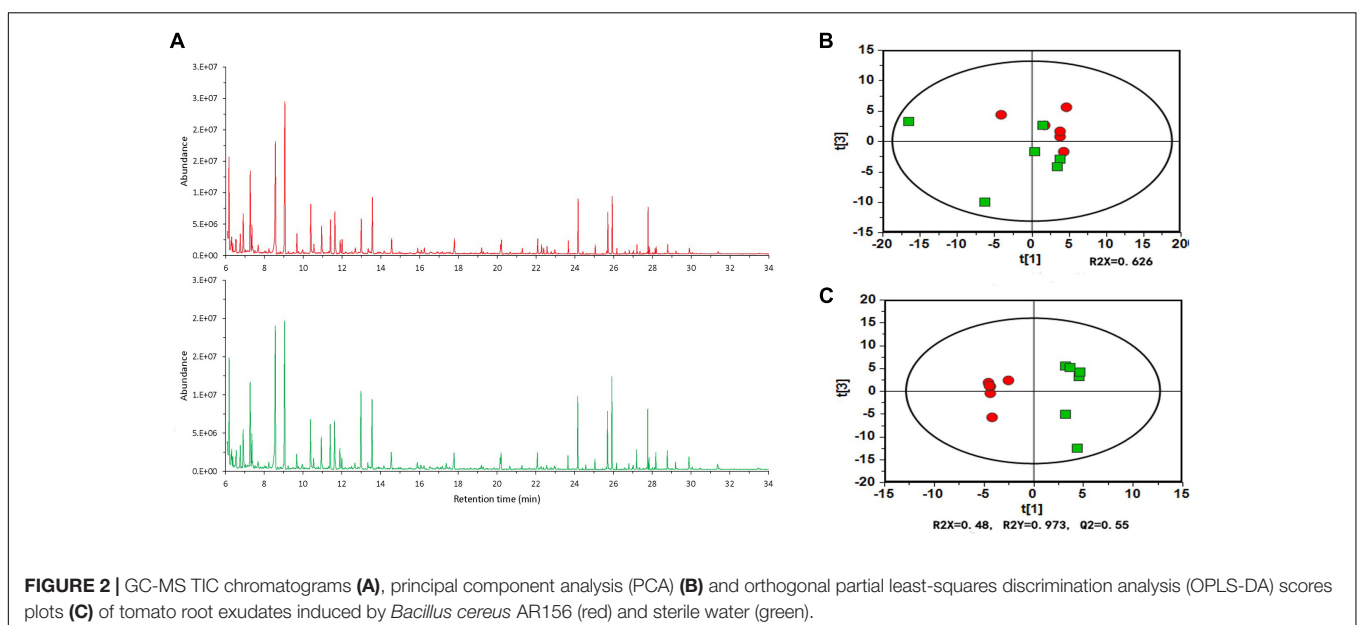 A
3.E+07
3.E+07
2.E+07
2.E+07
1.E+07
5.E+06
0.E+00
Abundance
6 8 10 12 14 16 18 20 22 24 26 28 30 32 34
3.E+07
2.E+07
2.E+07
1.E+07
5.E+06
0.E+00
Abundance
6 8 10 12 14 16 18 20 22 24 26 28 30 32 34
Retention time (min)
B
15
10
5
0
-5
-10
15
t[3]
-20 -15 -10 -5 0 5 10 15 20
t[1]
R2X=0. 626
C
20
15
10
5
0
-5
-10
-15
-20
t[3]
-15 -10 -5 0 5 10 15
t[1]
R2X=0. 48, R2Y=0. 973, Q2=0. 55
FIGURE 2 | GC-MS TIC chromatograms (A), principal component analysis (PCA) (B) and orthogonal partial least-squares discrimination analysis (OPLS-DA) scores
plots (C) of tomato root exudates induced by Bacillus cereus AR156 (red) and sterile water (green).